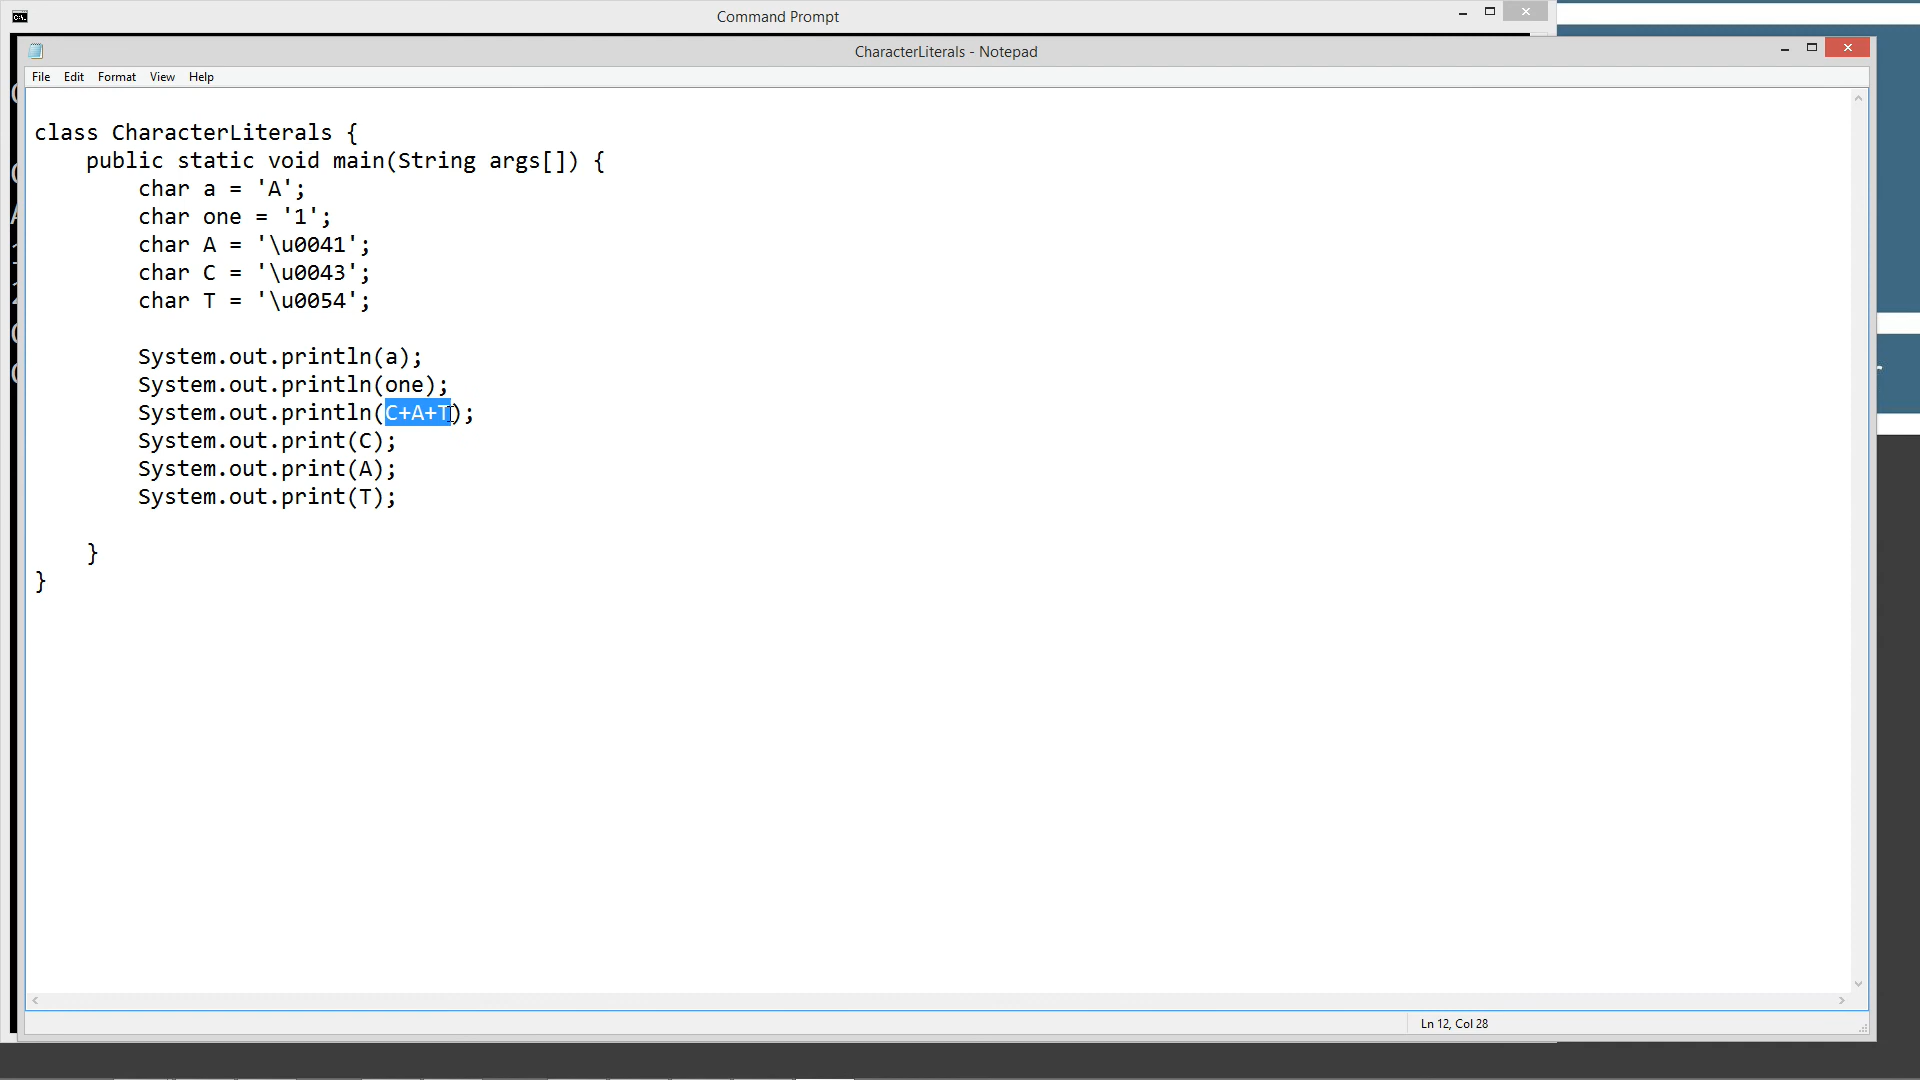 Command Prompt
CharacterLiterals - Notepad
File Edit Format View Help
class CharacterLiterals {
    public static void main(String args[]) {
        char a = 'A';
        char one = '1';
        char A = '\u0041';
        char C = '\u0043';
        char T = '\u0054';
        System.out.println(a);
        System.out.println(one);
        System.out.println(C+A+T);
        System.out.print(C);
        System.out.print(A);
        System.out.print(T);
    }
}
Ln 12, Col 28